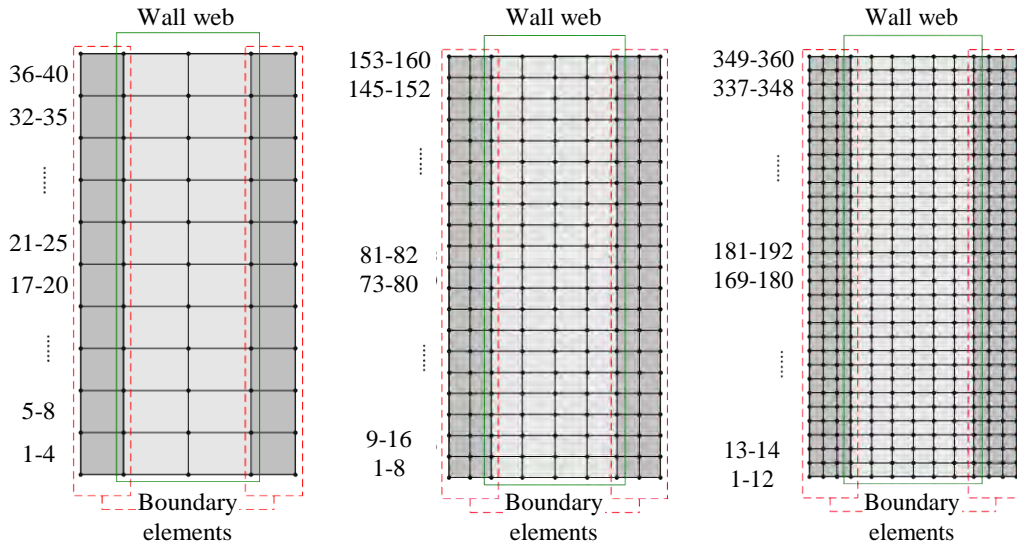 Wall web
36-40
32-35
21-25
17-20
5-8
1-4
Boundary
elements
Wall web
153-160
145-152
81-82
73-80
9-16
1-8
Boundary
elements
Wall web
349-360
337-348
181-192
169-180
13-14
1-12
Boundary
elements